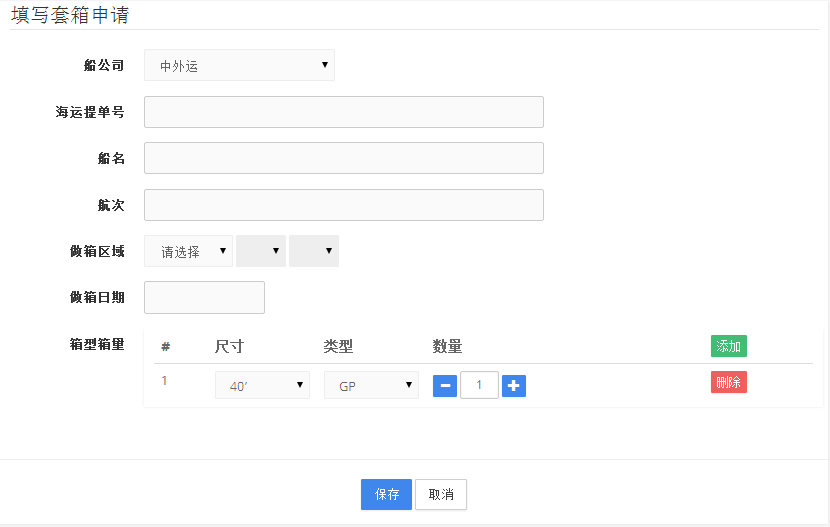 填写套箱申请
船公司 中外运
海运提单号
船名
航次
做箱区域 请选择
做箱日期
箱型箱量 # 尺寸 类型 数量 添加
1 40′ GP 1 删除
保存 取消